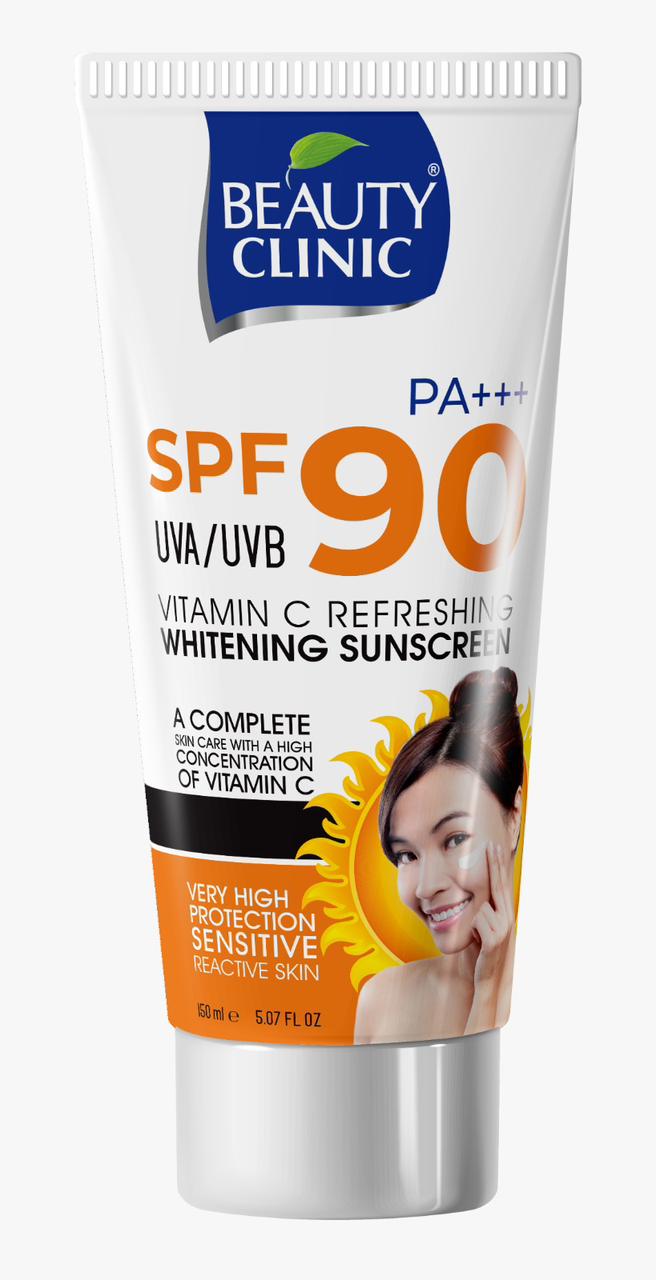 BEAUTY®
CLINIC
PA+++
SPF 90
UVA/UVB
VITAMIN C REFRESHING
WHITENING SUNSCREEN
A COMPLETE
SKIN CARE WITH A HIGH
CONCENTRATION
OF VITAMIN C
VERY HIGH
PROTECTION
SENSITIVE
REACTIVE SKIN
150 ml ℮ 5.07 FL OZ